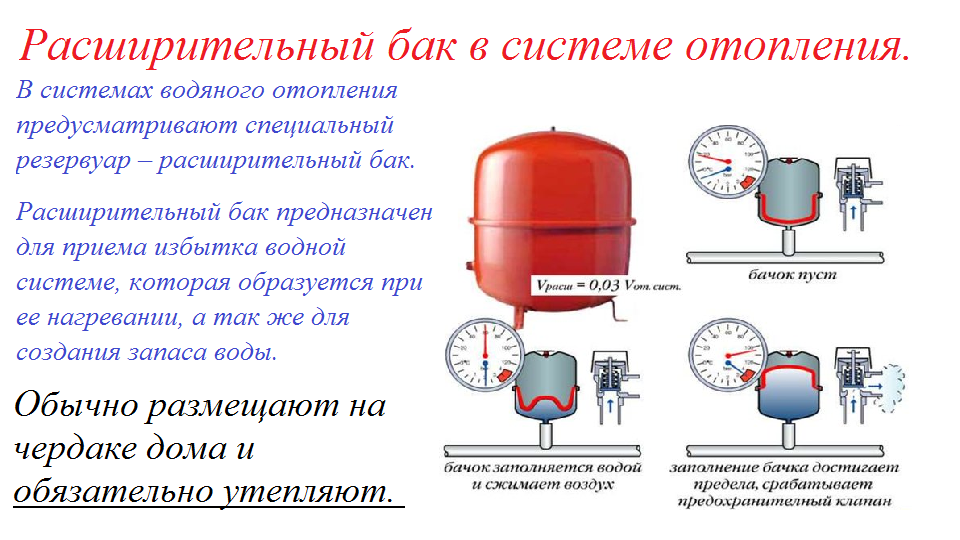 Расширительный бак в системе отопления.
В системах водяного отопления
предусматривают специальный
резервуар – расширительный бак.
Расширительный бак предназначен
для приема избытка водной
системе, которая образуется при
ее нагревании, а так же для
создания запаса воды.
Обычно размещают на
чердаке дома и
обязательно утепляют.
Vрасш = 0,03 Vот.сист.
бачок пуст
бачок заполняется водой
и сжимает воздух
заполнение бачка достигает
предела, срабатывает
предохранителный клапан